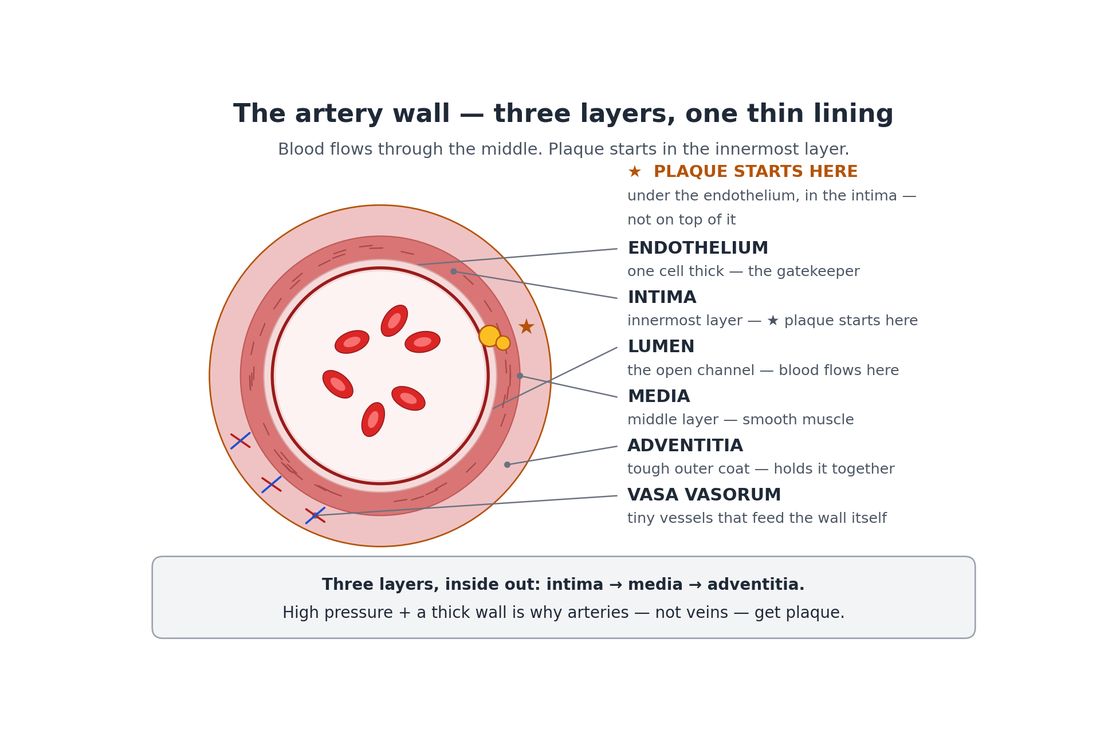 The artery wall — three layers, one thin lining
Blood flows through the middle. Plaque starts in the innermost layer.
★ PLAQUE STARTS HERE
under the endothelium, in the intima —
not on top of it
ENDOTHELIUM
one cell thick — the gatekeeper
INTIMA
innermost layer — ★ plaque starts here
LUMEN
the open channel — blood flows here
MEDIA
middle layer — smooth muscle
ADVENTITIA
tough outer coat — holds it together
VASA VASORUM
tiny vessels that feed the wall itself
Three layers, inside out: intima → media → adventitia.
High pressure + a thick wall is why arteries — not veins — get plaque.